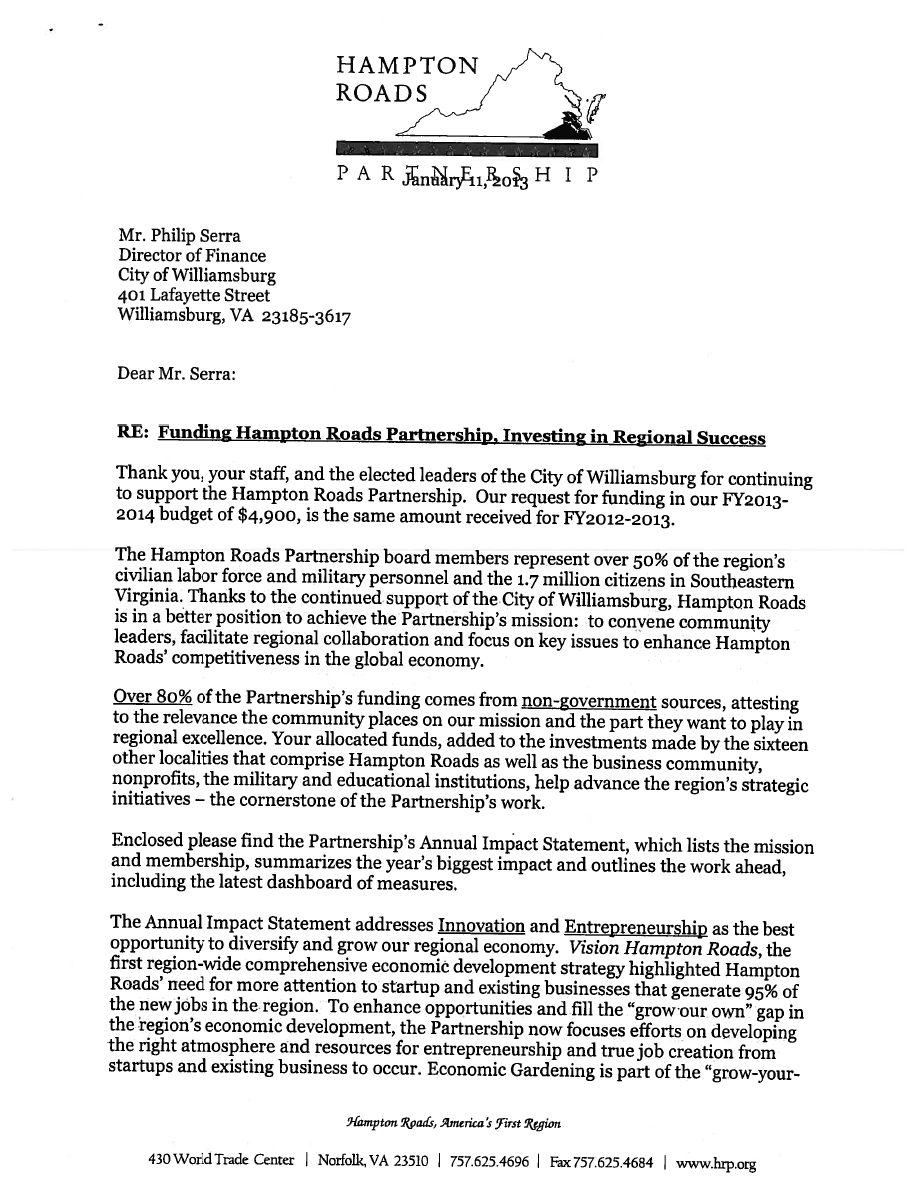 HAMPTON
ROADS
PARTNERSHIP
January 11, 2013
Mr. Philip Serra
Director of Finance
City of Williamsburg
401 Lafayette Street
Williamsburg, VA 23185-3617
Dear Mr. Serra:
RE: Funding Hampton Roads Partnership, Investing in Regional Success
Thank you, your staff, and the elected leaders of the City of Williamsburg for continuing
to support the Hampton Roads Partnership. Our request for funding in our FY2013-
2014 budget of $4,900, is the same amount received for FY2012-2013.
The Hampton Roads Partnership board members represent over 50% of the region's
civilian labor force and military personnel and the 1.7 million citizens in Southeastern
Virginia. Thanks to the continued support of the City of Williamsburg, Hampton Roads
is in a better position to achieve the Partnership's mission: to convene community
leaders, facilitate regional collaboration and focus on key issues to enhance Hampton
Roads' competitiveness in the global economy.
Over 80% of the Partnership's funding comes from non-government sources, attesting
to the relevance the community places on our mission and the part they want to play in
regional excellence. Your allocated funds, added to the investments made by the sixteen
other localities that comprise Hampton Roads as well as the business community,
nonprofits, the military and educational institutions, help advance the region's strategic
initiatives – the cornerstone of the Partnership's work.
Enclosed please find the Partnership's Annual Impact Statement, which lists the mission
and membership, summarizes the year's biggest impact and outlines the work ahead,
including the latest dashboard of measures.
The Annual Impact Statement addresses Innovation and Entrepreneurship as the best
opportunity to diversify and grow our regional economy. Vision Hampton Roads, the
first region-wide comprehensive economic development strategy highlighted Hampton
Roads' need for more attention to startup and existing businesses that generate 95% of
the new jobs in the region. To enhance opportunities and fill the "grow our own" gap in
the region's economic development, the Partnership now focuses efforts on developing
the right atmosphere and resources for entrepreneurship and true job creation from
startups and existing business to occur. Economic Gardening is part of the "grow-your-
Hampton Roads, America's First Region
430 World Trade Center | Norfolk, VA 23510 | 757.625.4696 | Fax 757.625.4684 | www.hrp.org